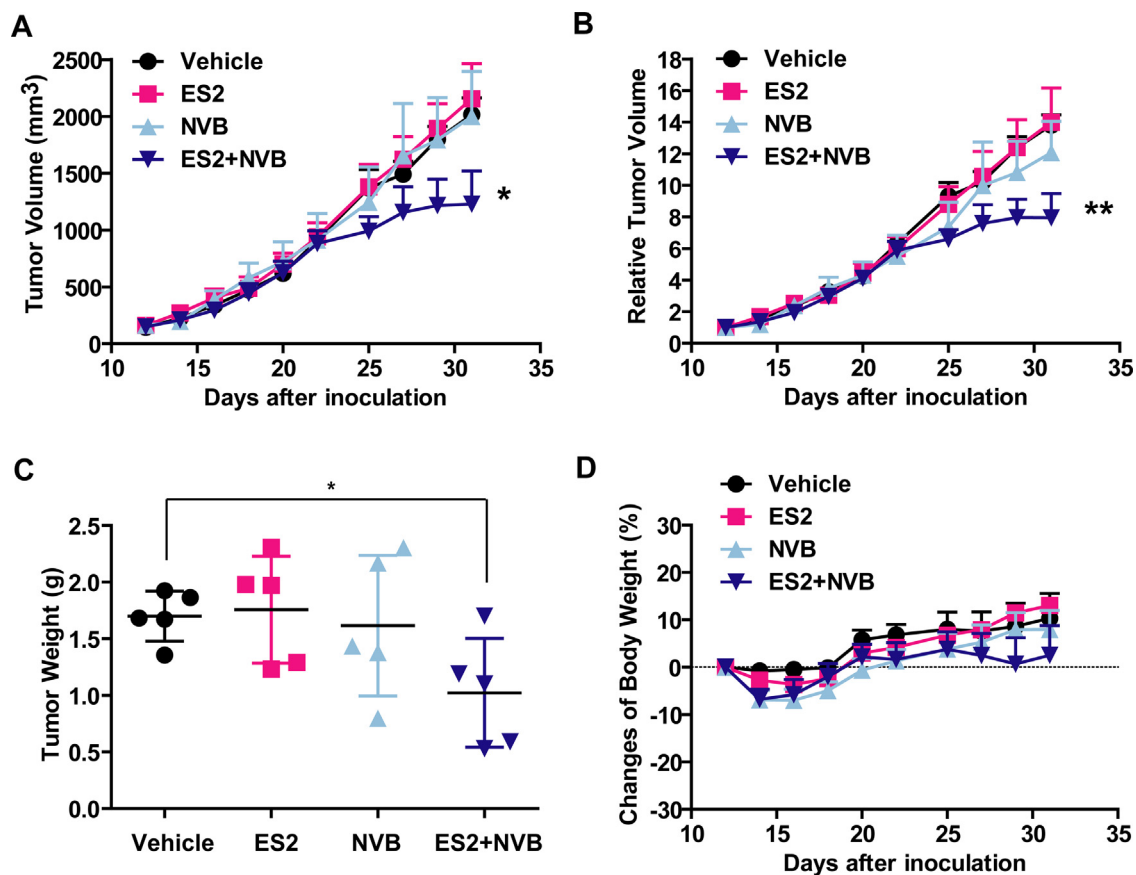 A
Vehicle
ES2
NVB
ES2+NVB
Tumor Volume (mm3)
2500
2000
1500
1000
500
0
*
10 15 20 25 30 35
Days after inoculation
B
Vehicle
ES2
NVB
ES2+NVB
Relative Tumor Volume
18
16
14
12
10
8
6
4
2
0
**
10 15 20 25 30 35
Days after inoculation
C
*
Tumor Weight (g)
2.5
2.0
1.5
1.0
0.5
0.0
Vehicle ES2 NVB ES2+NVB
D
Vehicle
ES2
NVB
ES2+NVB
Changes of Body Weight (%)
30
20
10
0
-10
-20
-30
10 15 20 25 30 35
Days after inoculation